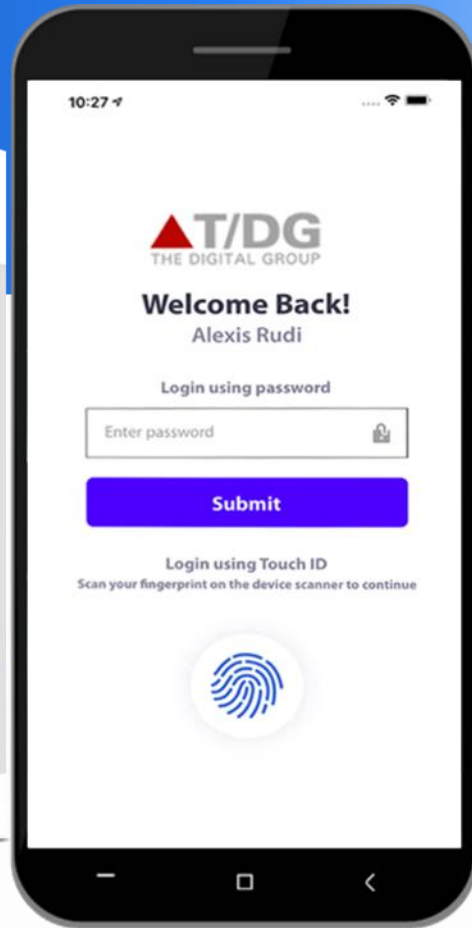 10:27
T/DG
THE DIGITAL GROUP
Welcome Back!
Alexis Rudi
Login using password
Enter password
Submit
Login using Touch ID
Scan your fingerprint on the device scanner to continue